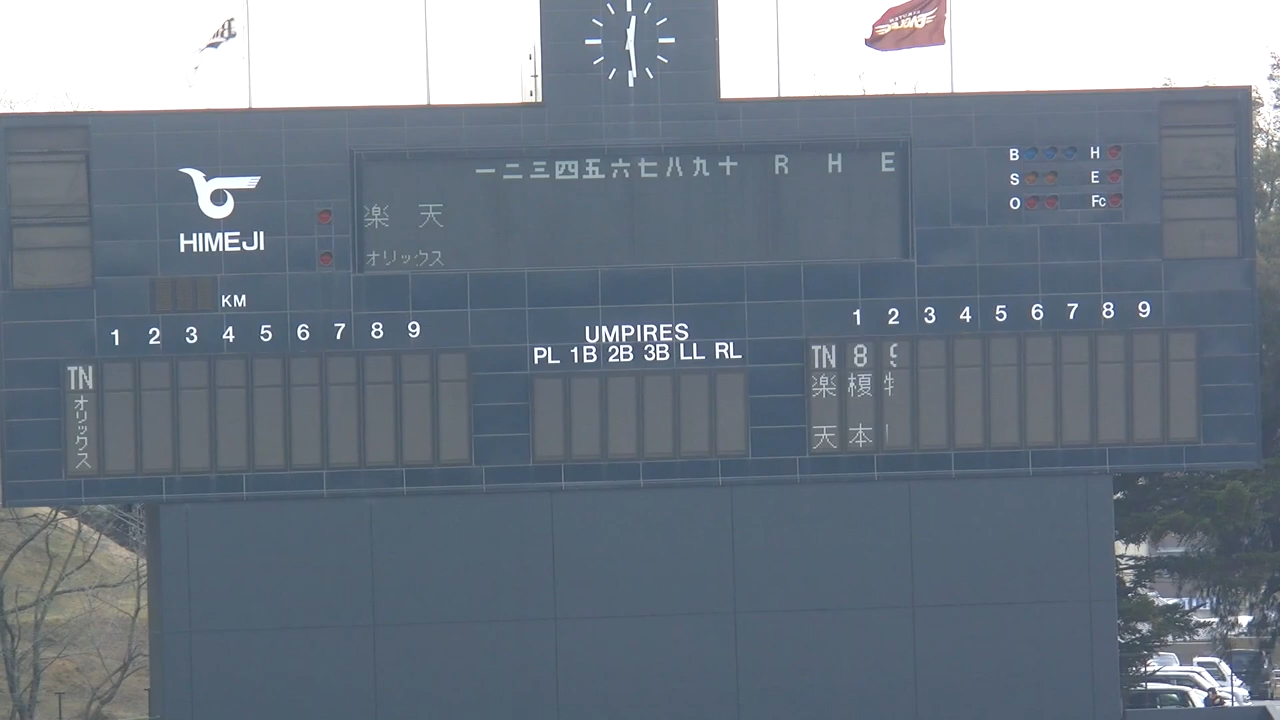 一二三四五六七八九十 R H E
楽天
オリックス
HIMEJI
B H
S E
O Fc
KM
1 2 3 4 5 6 7 8 9
TN
オリックス
UMPIRES
PL 1B 2B 3B LL RL
1 2 3 4 5 6 7 8 9
TN 8
楽天 榎本